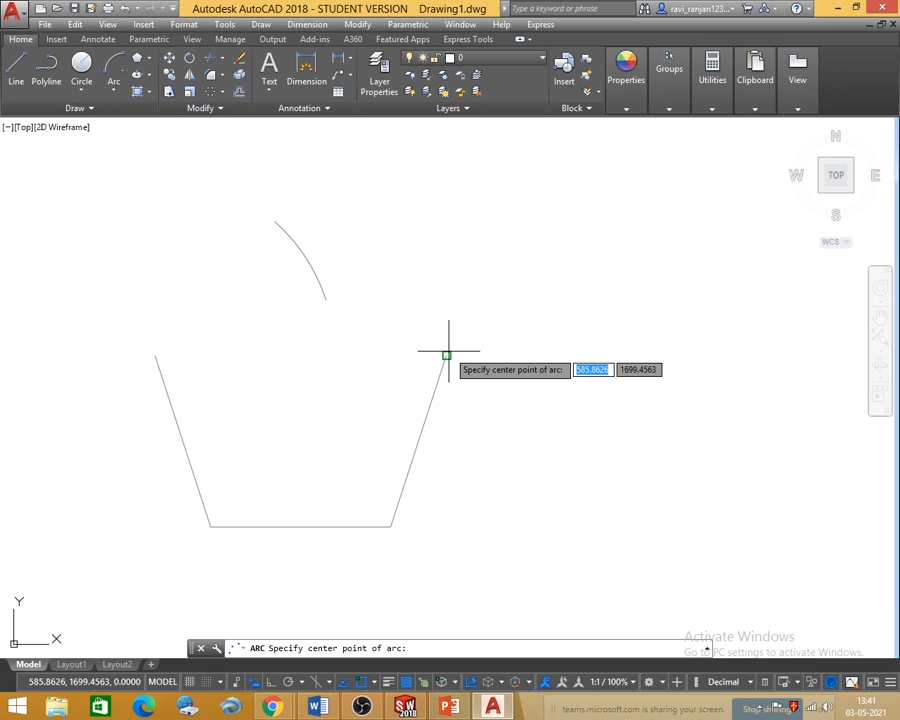 Autodesk AutoCAD 2018 - STUDENT VERSION Drawing1.dwg
Type a keyword or phrase
ravi_ranjan123...
File Edit View Insert Format Tools Draw Dimension Modify Parametric Window Help Express
Home Insert Annotate Parametric View Manage Output Add-ins A360 Featured Apps Express Tools
0
Line Polyline Circle Arc
Text Dimension
Layer Properties
Insert
Properties Groups Utilities Clipboard View
Draw Modify Annotation Layers Block
[−][Top][2D Wireframe]
N
W TOP E
S
WCS
Specify center point of arc: 585.8626 1699.4563
Y
X
Activate Windows
Go to PC settings to activate Windows.
ARC Specify center point of arc:
Model Layout1 Layout2 +
585.8626, 1699.4563, 0.0000 MODEL 1:1 / 100% Decimal
teams.microsoft.com is sharing your screen. Stop sharing
13:41
03-05-2021